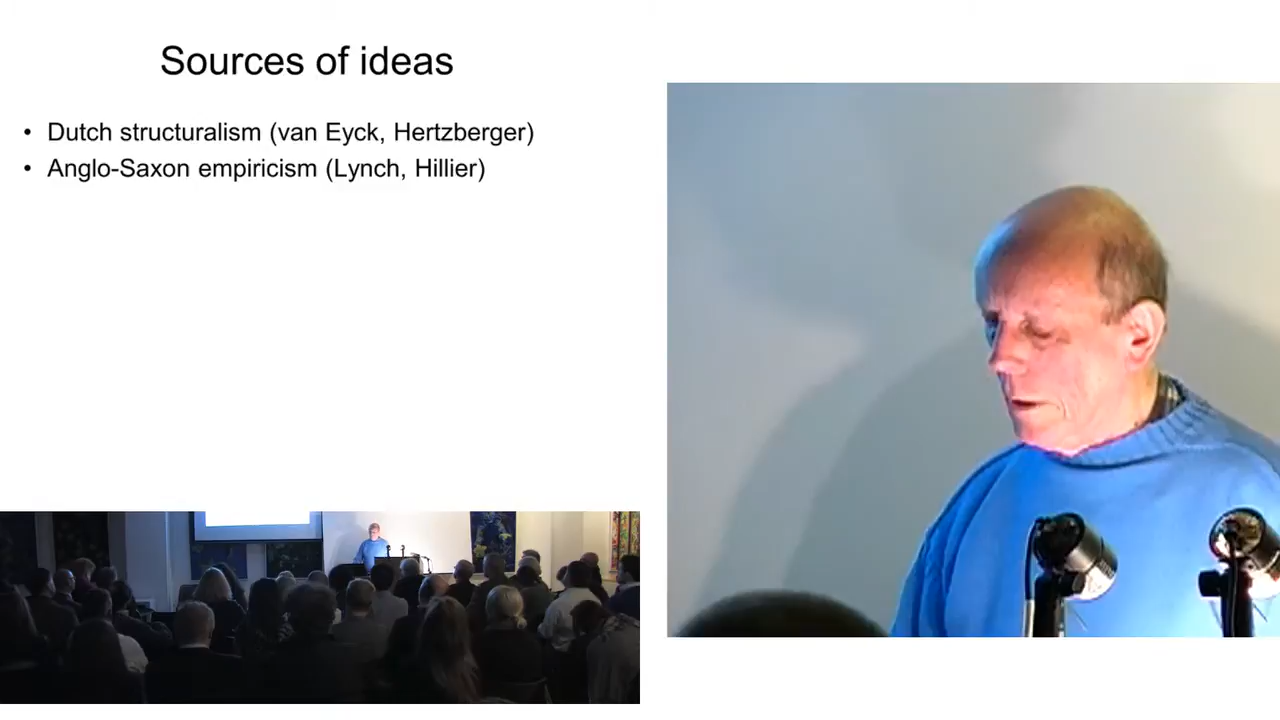 Sources of ideas
• Dutch structuralism (van Eyck, Hertzberger)
• Anglo-Saxon empiricism (Lynch, Hillier)